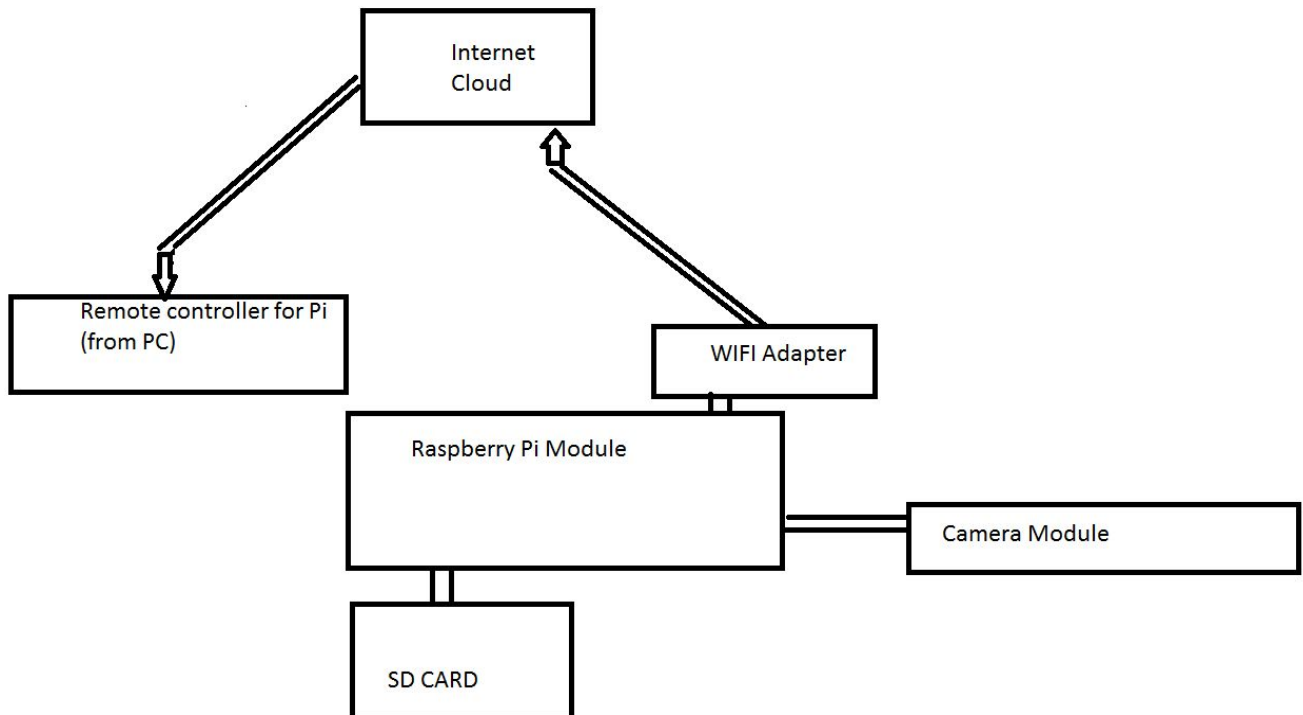 Internet
Cloud
Remote controller for Pi
(from PC)
WIFI Adapter
Raspberry Pi Module
Camera Module
SD CARD